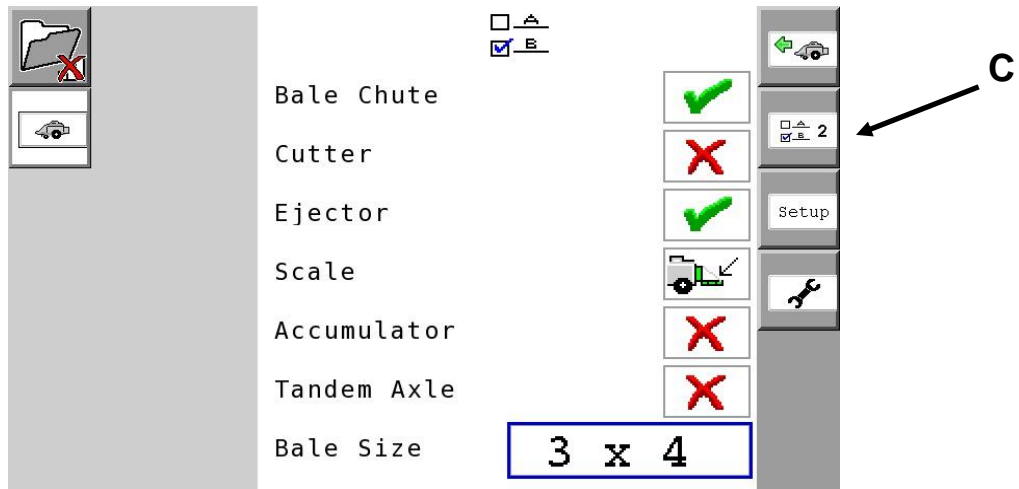 A
B
Bale Chute
Cutter
Ejector
Scale
Accumulator
Tandem Axle
Bale Size 3 x 4
A
B 2
Setup
C